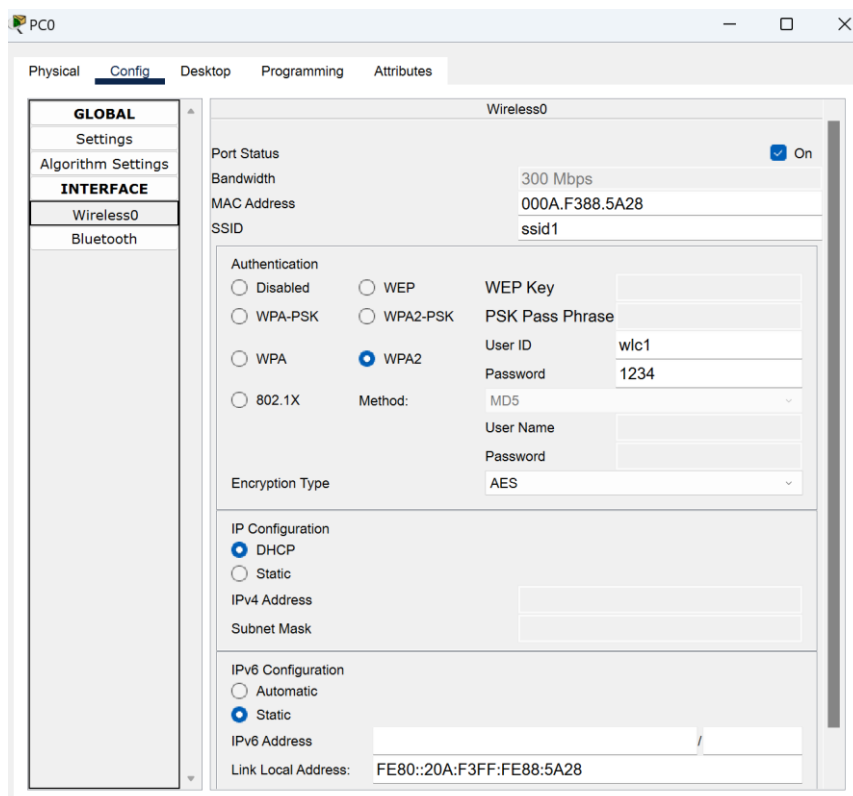 PC0
Physical Config Desktop Programming Attributes
GLOBAL
Settings
Algorithm Settings
INTERFACE
Wireless0
Bluetooth
Wireless0
Port Status On
Bandwidth 300 Mbps
MAC Address 000A.F388.5A28
SSID ssid1
Authentication
Disabled WEP WEP Key
WPA-PSK WPA2-PSK PSK Pass Phrase
User ID wlc1
WPA WPA2
Password 1234
802.1X Method: MD5
User Name
Password
Encryption Type AES
IP Configuration
DHCP
Static
IPv4 Address
Subnet Mask
IPv6 Configuration
Automatic
Static
IPv6 Address /
Link Local Address: FE80::20A:F3FF:FE88:5A28